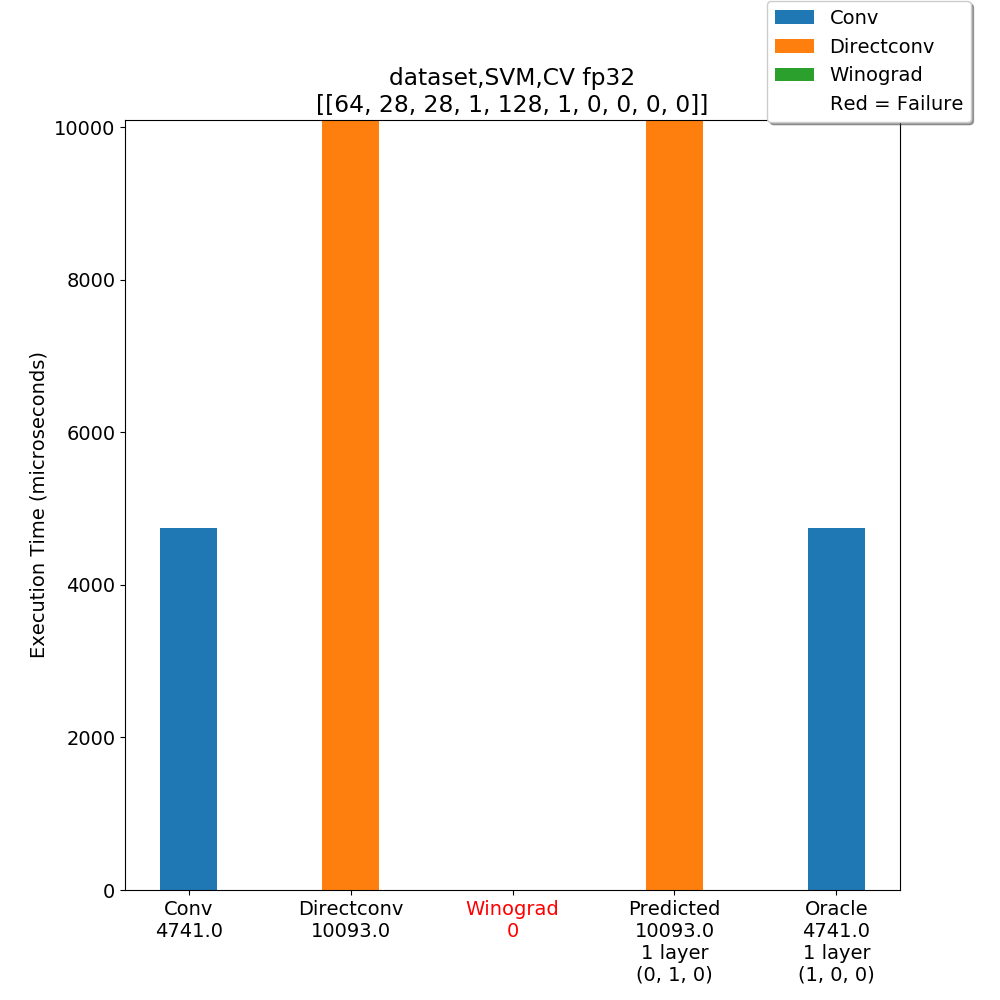 Conv
Directconv
Winograd
Red = Failure
dataset,SVM,CV fp32
[[64, 28, 28, 1, 128, 1, 0, 0, 0, 0]]
Execution Time (microseconds)
10000
8000
6000
4000
2000
0
Conv
4741.0
Directconv
10093.0
Winograd
0
Predicted
10093.0
1 layer
(0, 1, 0)
Oracle
4741.0
1 layer
(1, 0, 0)